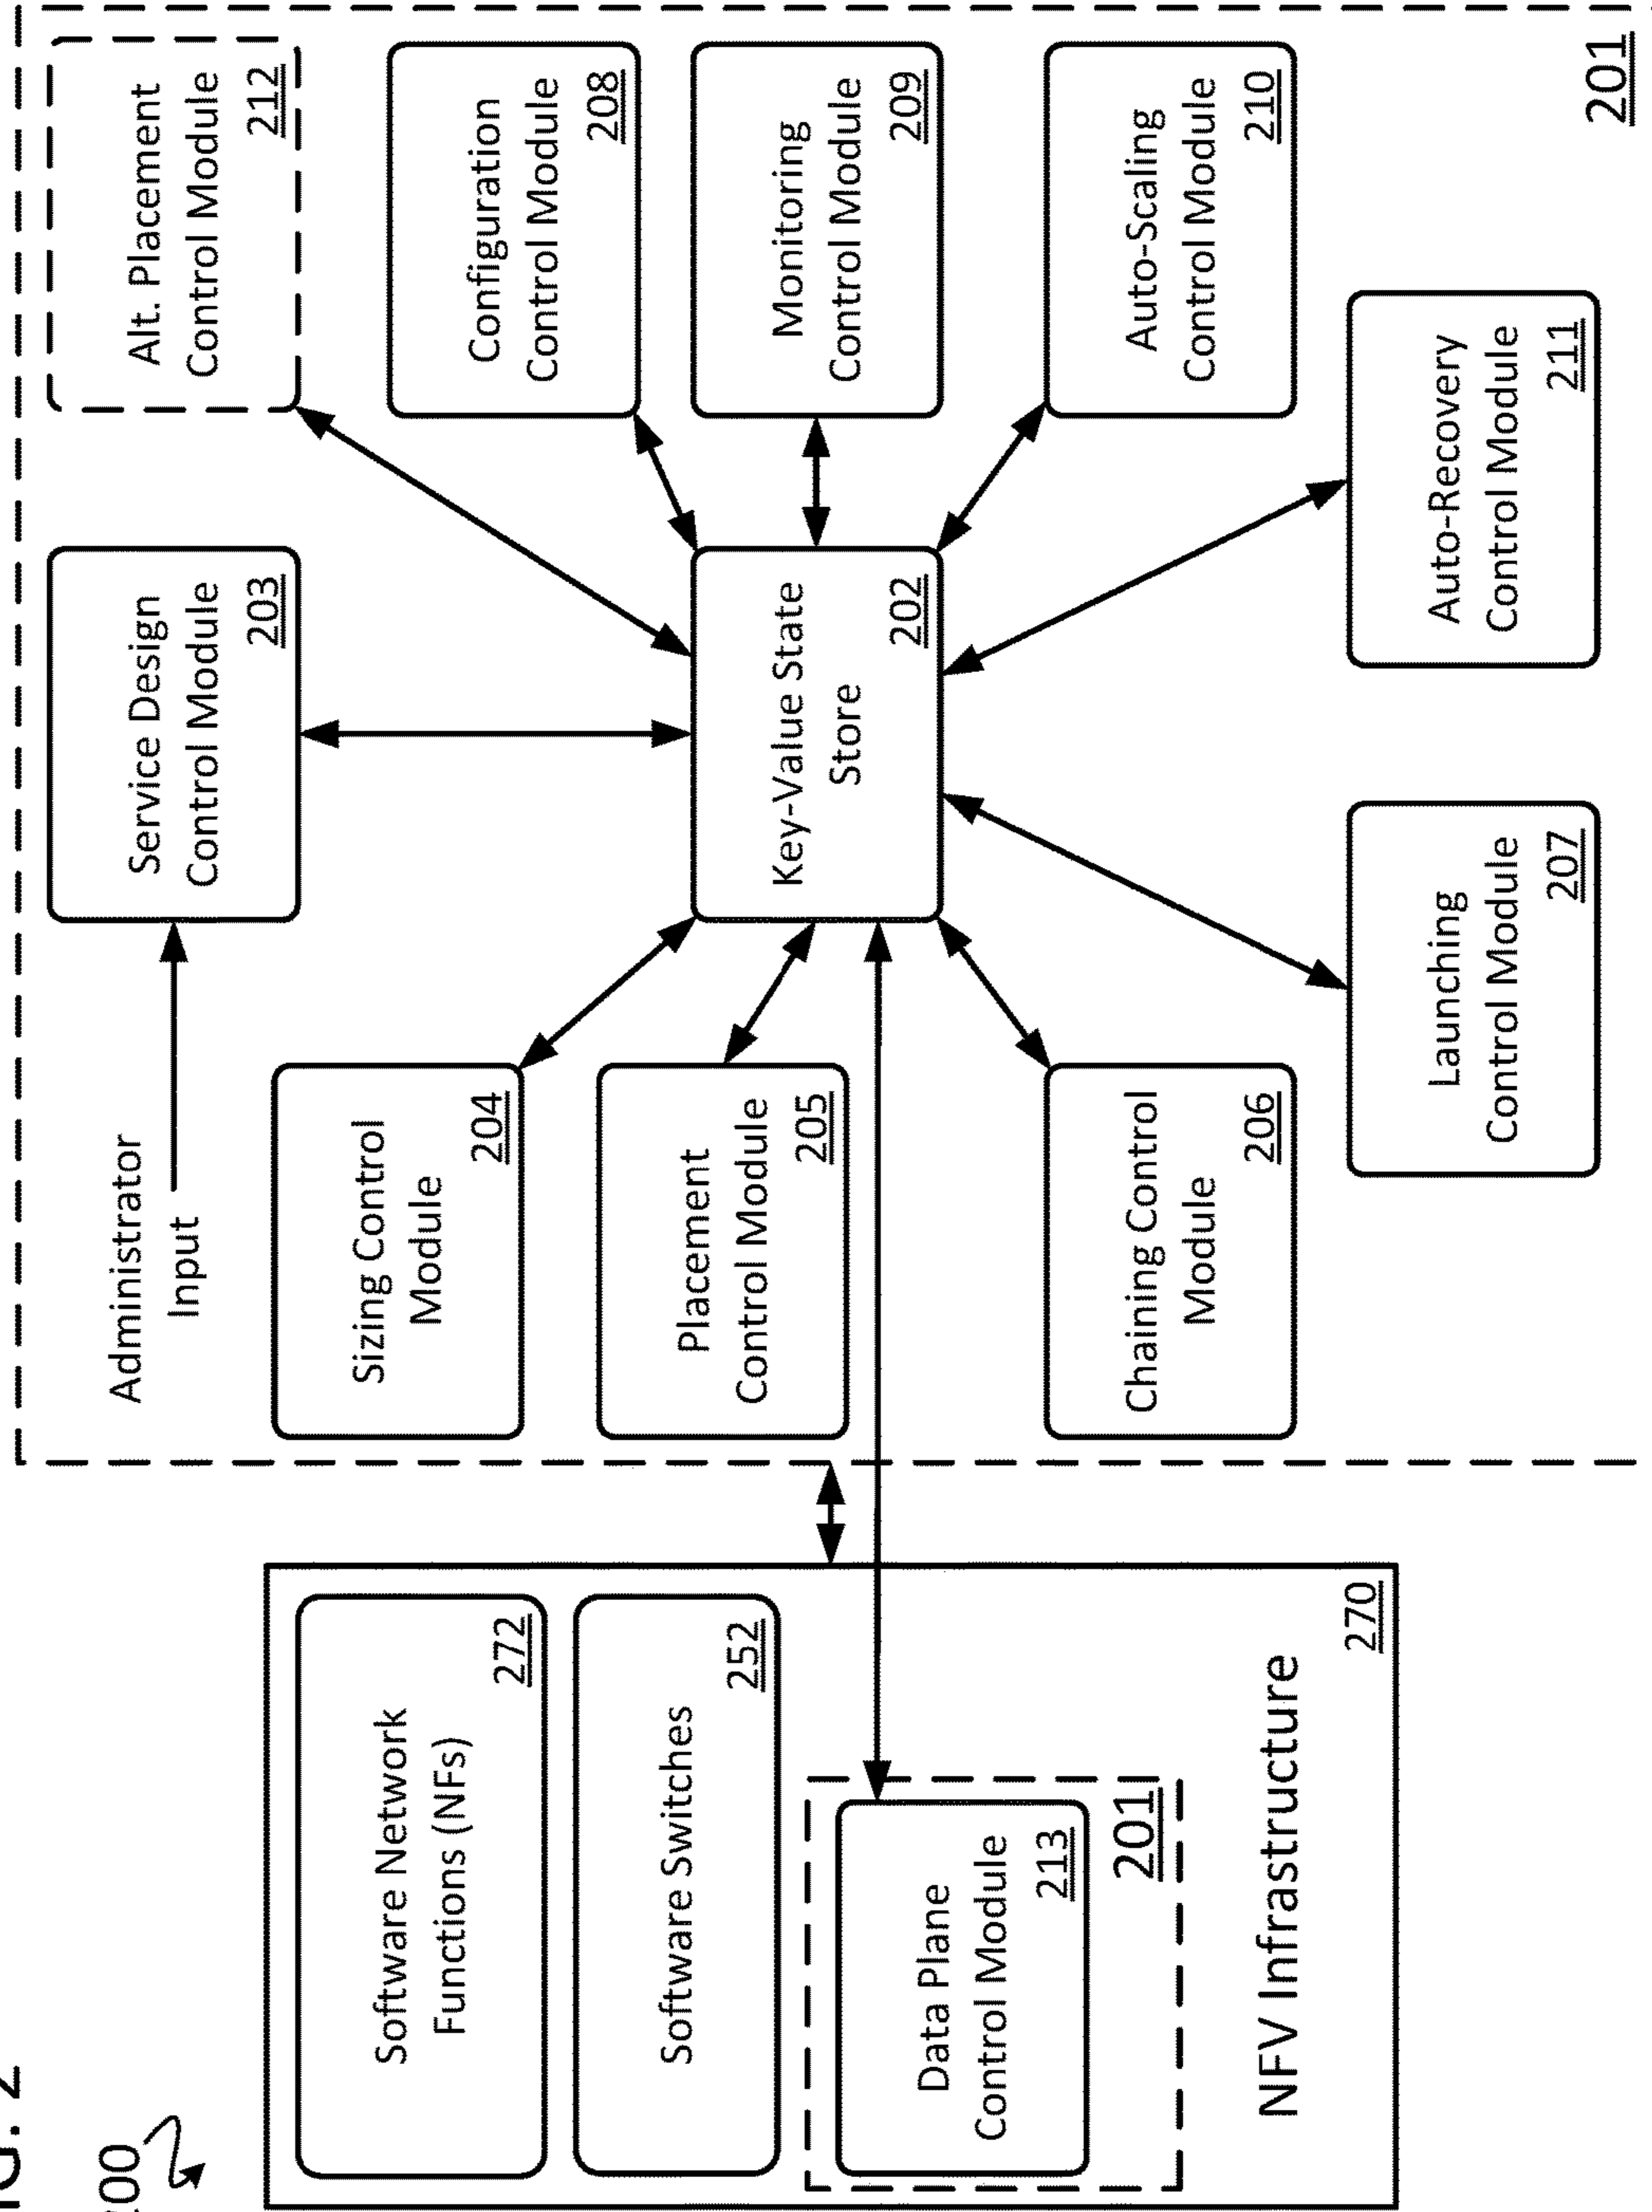 Administrator
Input
Service Design
Control Module
203
Alt. Placement
Control Module
212
Software Network
Functions (NFs)
272
Software Switches
252
Data Plane
Control Module
213
201
NFV Infrastructure
270
Sizing Control
Module
204
Placement
Control Module
205
Chaining Control
Module
206
Key-Value State
Store
202
Configuration
Control Module
208
Monitoring
Control Module
209
Auto-Scaling
Control Module
210
Launching
Control Module
207
Auto-Recovery
Control Module
211
201